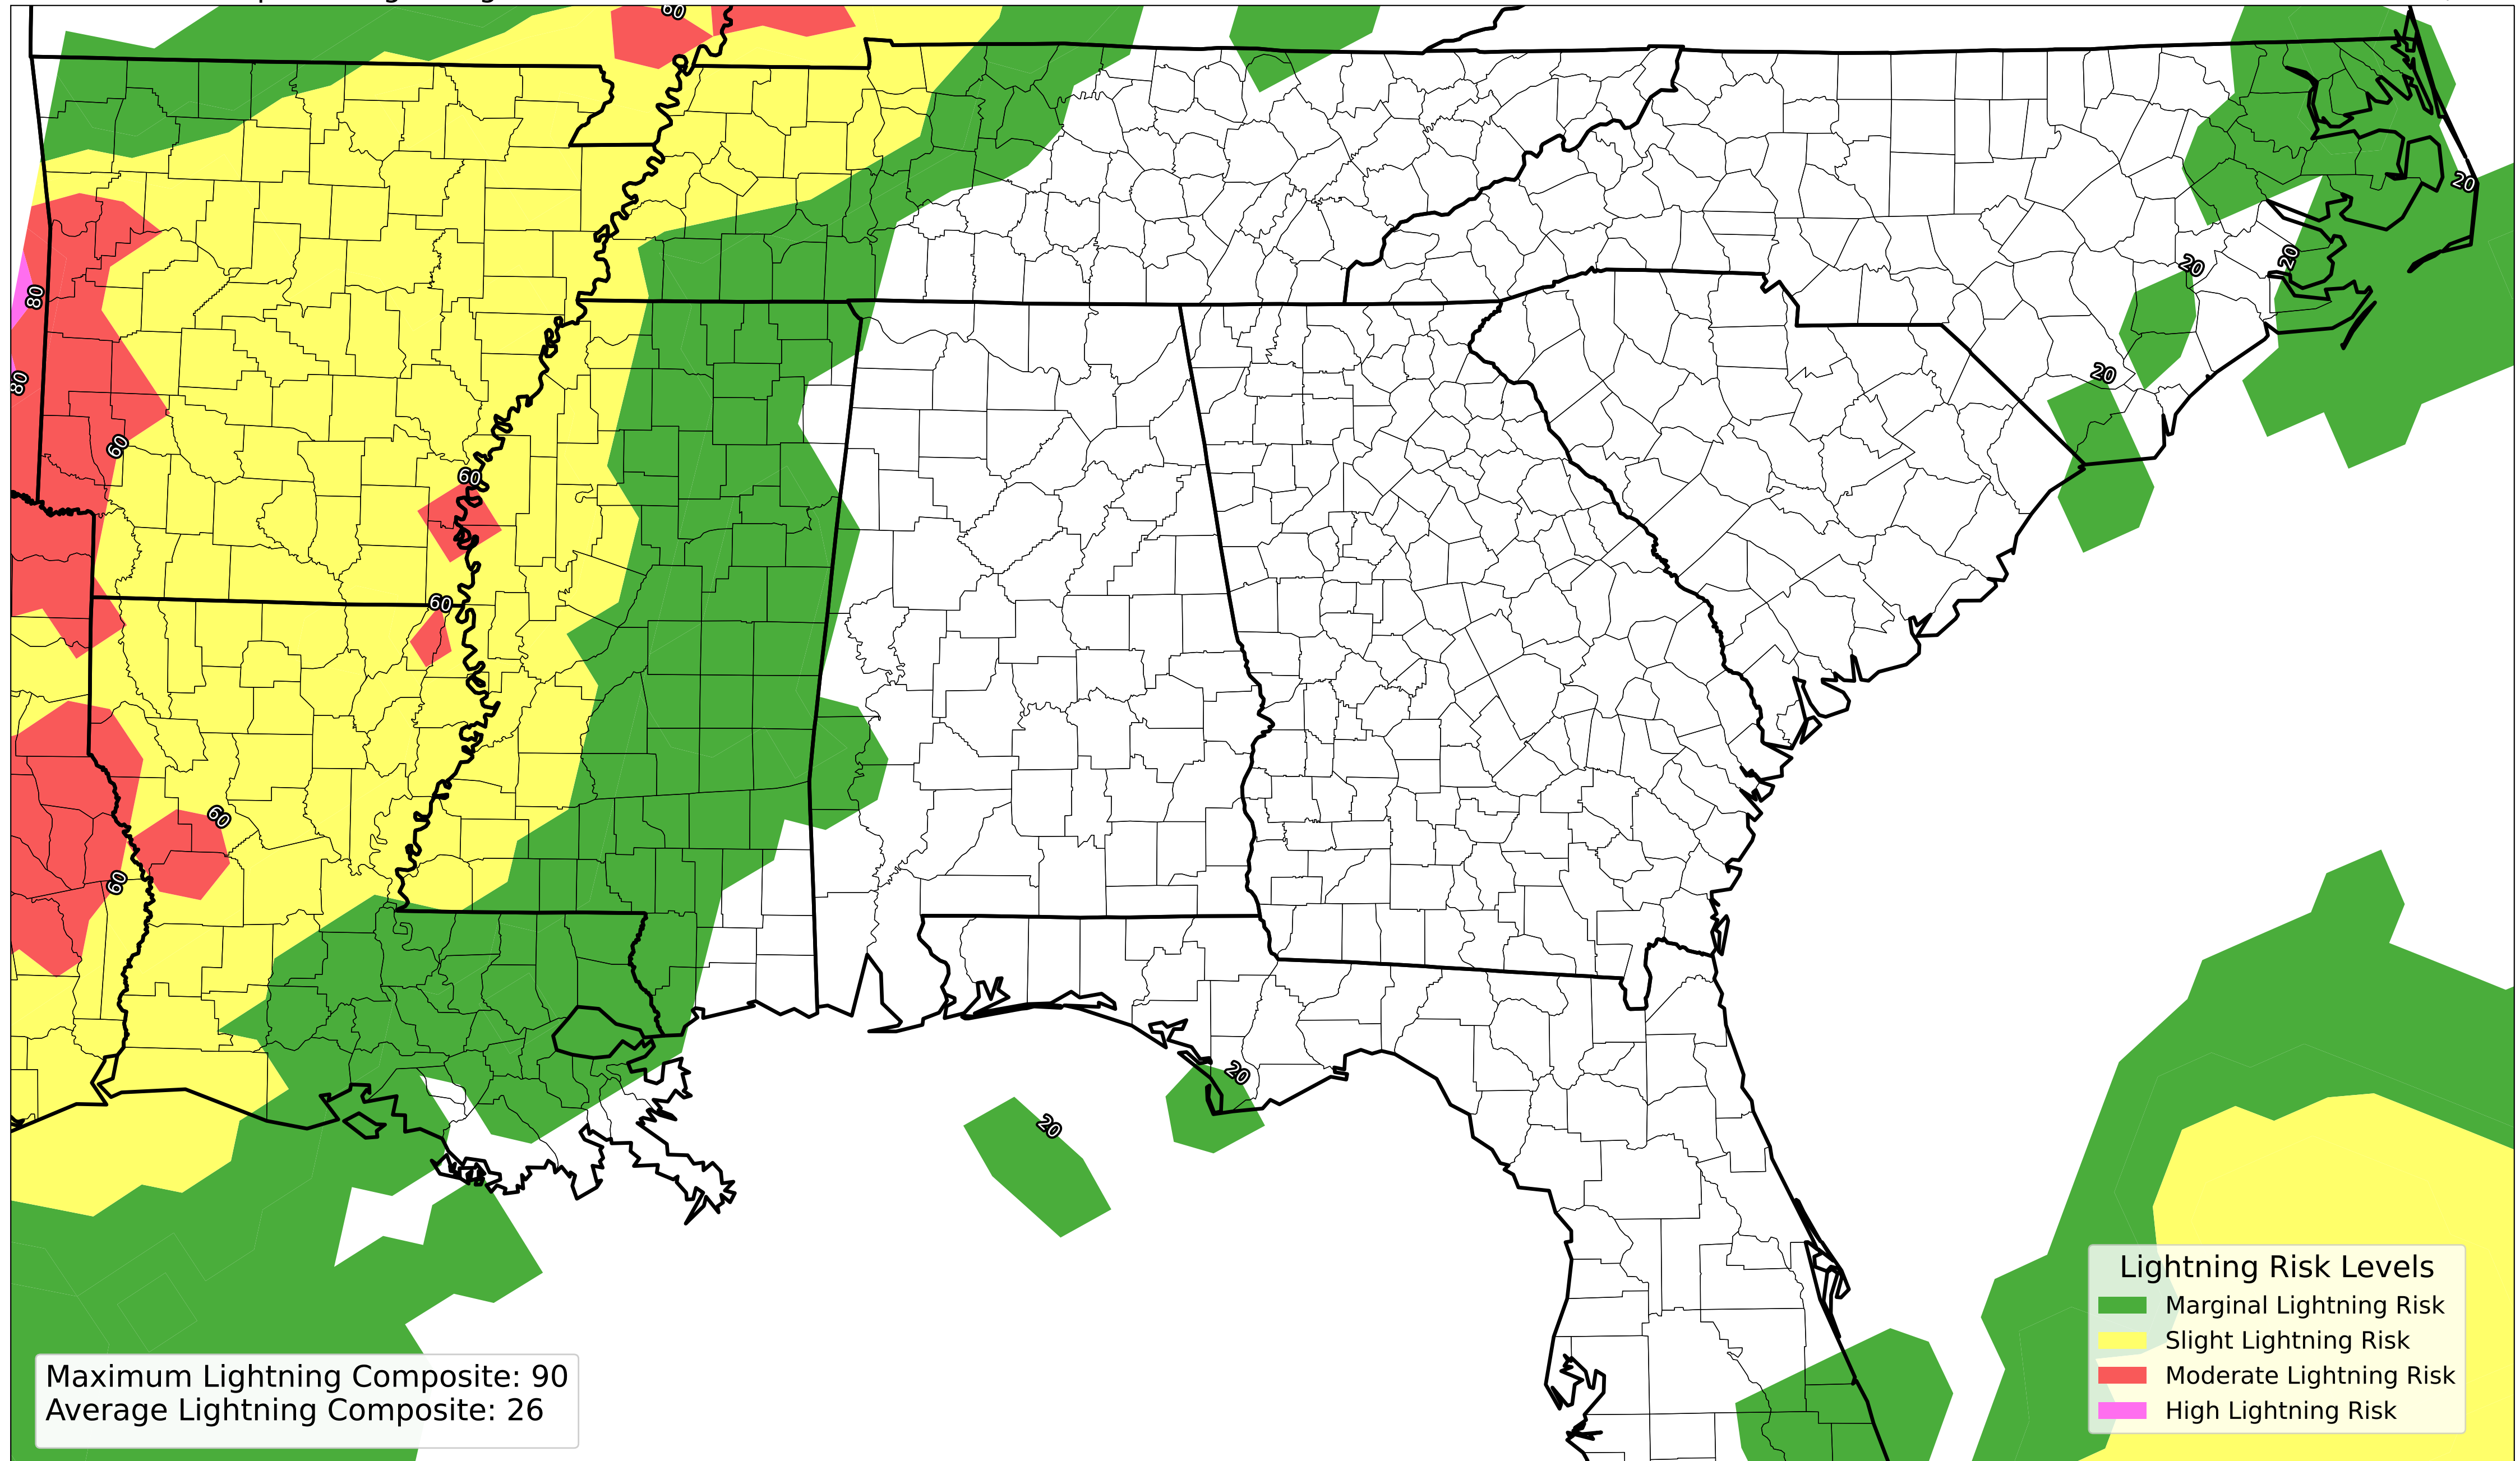 60
20
20
20
80
20
80
60
60
60
60
60
20
20
Lightning Risk Levels
Marginal Lightning Risk
Slight Lightning Risk
Moderate Lightning Risk
High Lightning Risk
Maximum Lightning Composite: 90
Average Lightning Composite: 26